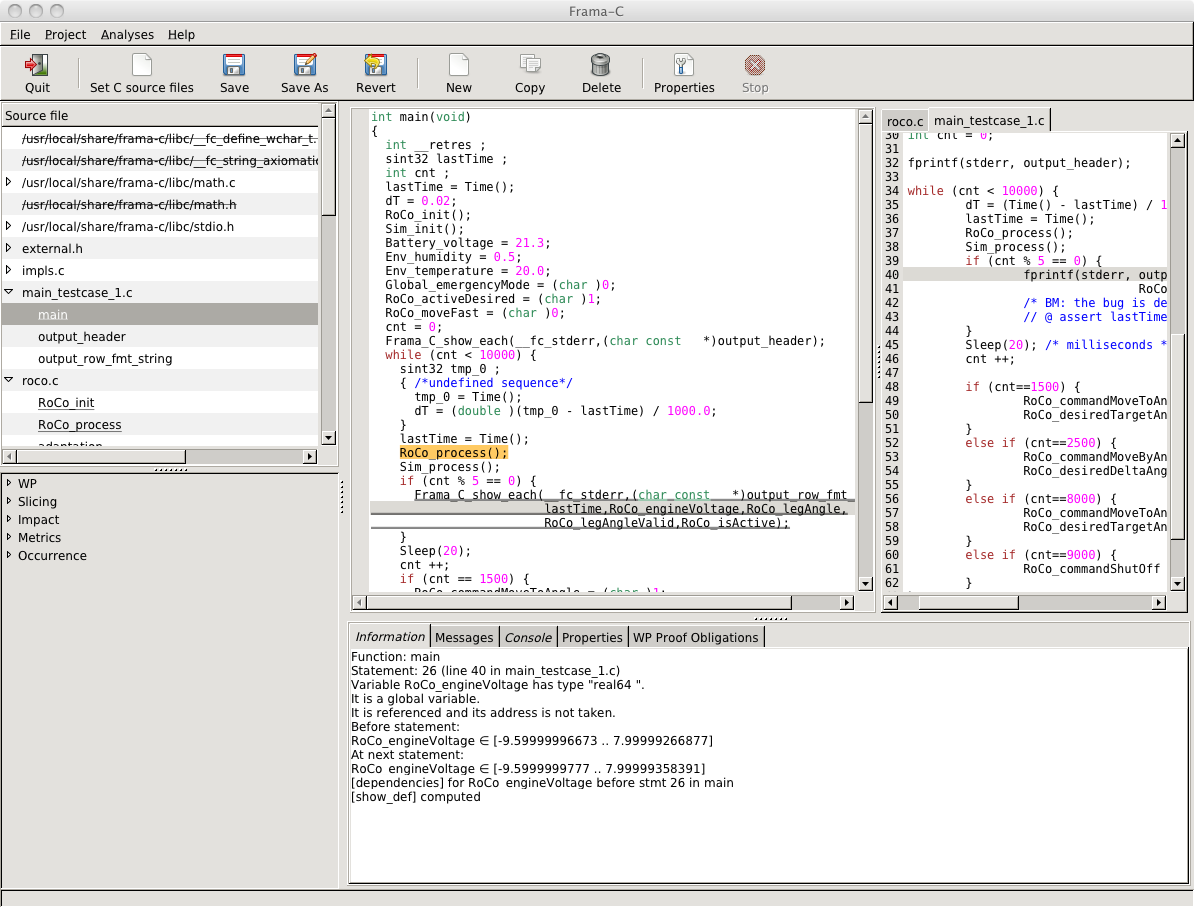 Frama-C
File Project Analyses Help
Quit Set C source files Save Save As Revert New Copy Delete Properties Stop
Source file
/usr/local/share/frama-c/libc/__fc_define_wchar_t.
/usr/local/share/frama-c/libc/__fc_string_axiomatic
/usr/local/share/frama-c/libc/math.c
/usr/local/share/frama-c/libc/math.h
/usr/local/share/frama-c/libc/stdio.h
external.h
impls.c
main_testcase_1.c
main
output_header
output_row_fmt_string
roco.c
RoCo_init
RoCo_process
adaptation
WP
Slicing
Impact
Metrics
Occurrence
int main(void)
{
int __retres ;
sint32 lastTime ;
int cnt ;
lastTime = Time();
dT = 0.02;
RoCo_init();
Sim_init();
Battery_voltage = 21.3;
Env_humidity = 0.5;
Env_temperature = 20.0;
Global_emergencyMode = (char )0;
RoCo_activeDesired = (char )1;
RoCo_moveFast = (char )0;
cnt = 0;
Frama_C_show_each(__fc_stderr,(char const   *)output_header);
while (cnt < 10000) {
sint32 tmp_0 ;
{ /*undefined sequence*/
tmp_0 = Time();
dT = (double )(tmp_0 - lastTime) / 1000.0;
}
lastTime = Time();
RoCo_process();
Sim_process();
if (cnt % 5 == 0) {
Frama_C_show_each(__fc_stderr,(char const   *)output_row_fmt_
lastTime,RoCo_engineVoltage,RoCo_legAngle,
RoCo_legAngleValid,RoCo_isActive);
}
Sleep(20);
cnt ++;
if (cnt == 1500) {
RoCo_commandMoveToAngle = (char )1;
roco.c main_testcase_1.c
30 int cnt = 0;
31
32 fprintf(stderr, output_header);
33
34 while (cnt < 10000) {
35 dT = (Time() - lastTime) / 1
36 lastTime = Time();
37 RoCo_process();
38 Sim_process();
39 if (cnt % 5 == 0) {
40 fprintf(stderr, outp
41 RoCo
42 /* BM: the bug is de
43 // @ assert lastTime
44 }
45 Sleep(20); /* milliseconds *
46 cnt ++;
47
48 if (cnt==1500) {
49 RoCo_commandMoveToAn
50 RoCo_desiredTargetAn
51 }
52 else if (cnt==2500) {
53 RoCo_commandMoveByAn
54 RoCo_desiredDeltaAng
55 }
56 else if (cnt==8000) {
57 RoCo_commandMoveToAn
58 RoCo_desiredTargetAn
59 }
60 else if (cnt==9000) {
61 RoCo_commandShutOff
62 }
Information Messages Console Properties WP Proof Obligations
Function: main
Statement: 26 (line 40 in main_testcase_1.c)
Variable RoCo_engineVoltage has type "real64 ".
It is a global variable.
It is referenced and its address is not taken.
Before statement:
RoCo_engineVoltage ∈ [-9.59999996673 .. 7.99999266877]
At next statement:
RoCo_engineVoltage ∈ [-9.5999999777 .. 7.99999358391]
[dependencies] for RoCo_engineVoltage before stmt 26 in main
[show_def] computed